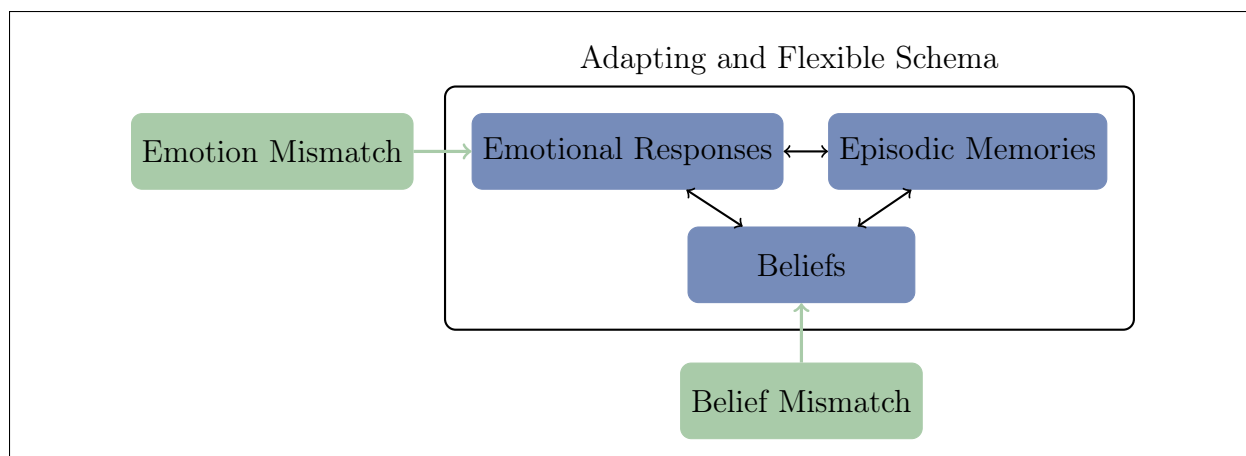 Adapting and Flexible Schema
Emotion Mismatch
Emotional Responses
Episodic Memories
Beliefs
Belief Mismatch